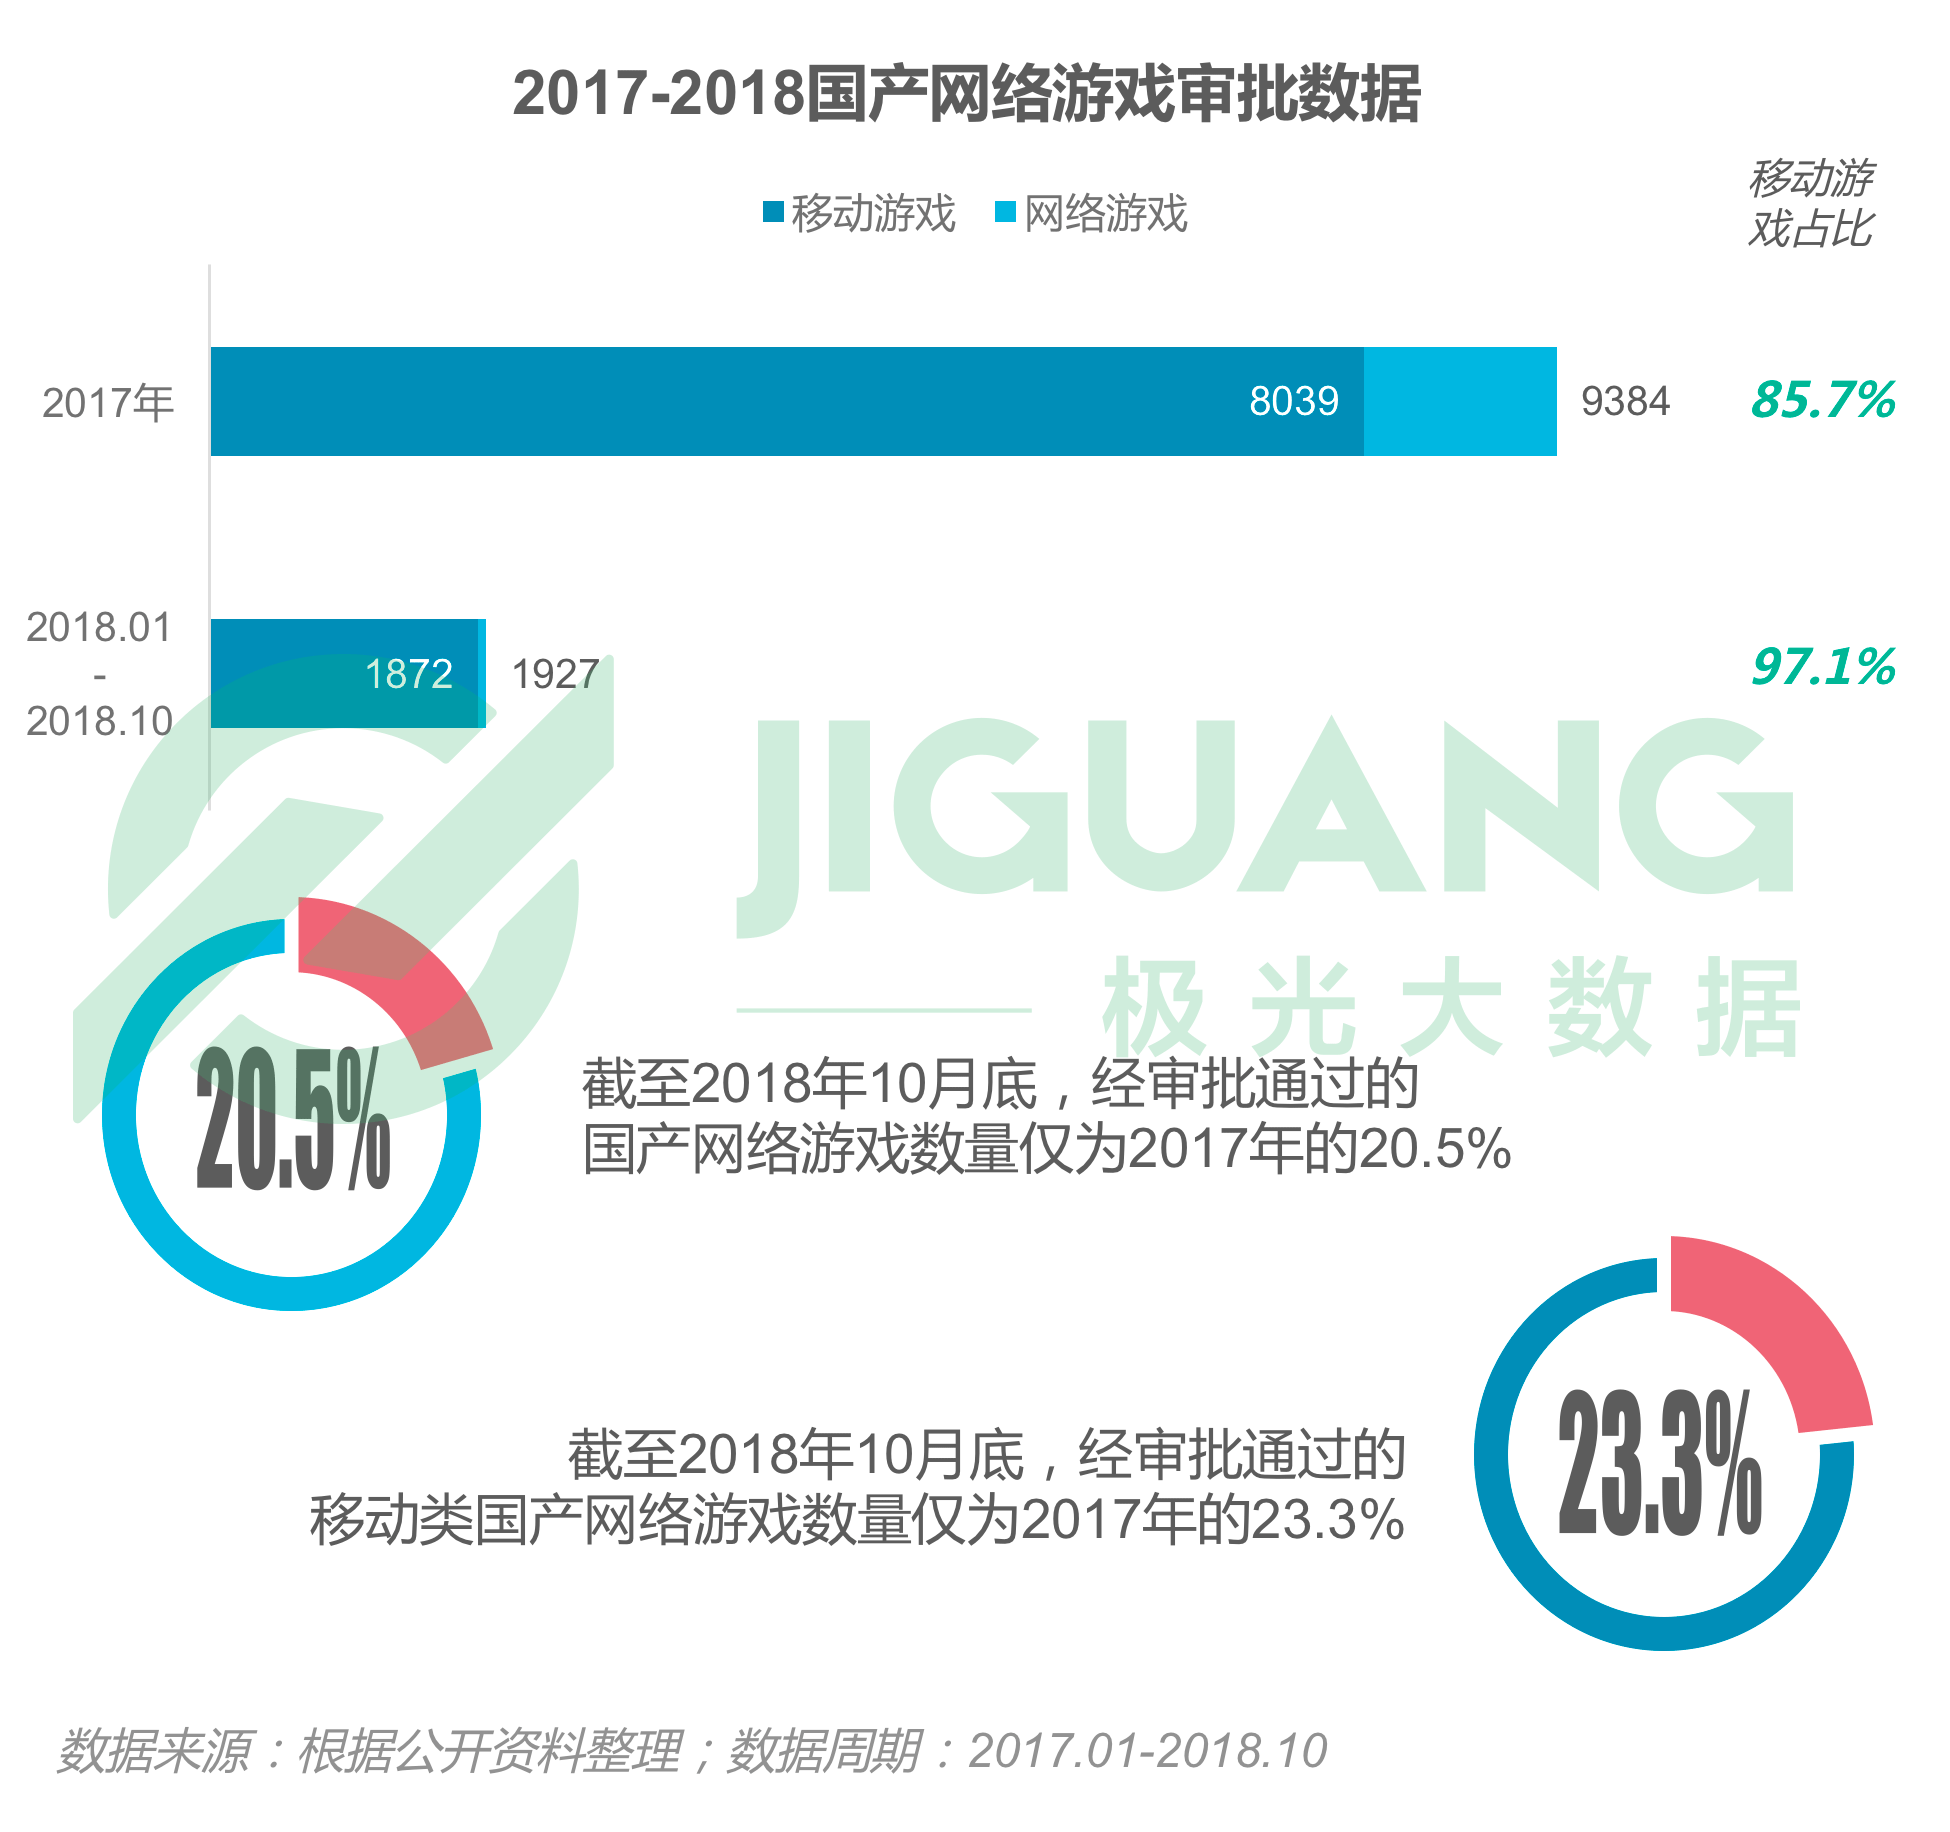 2017-2018国产网络游戏审批数据
移动游戏 网络游戏
移动游
戏占比
2017年
8039
9384
85.7%
2018.01
-
2018.10
1872
1927
97.1%
JIGUANG
极光大数据
20.5%
截至2018年10月底，经审批通过的
国产网络游戏数量仅为2017年的20.5%
截至2018年10月底，经审批通过的
移动类国产网络游戏数量仅为2017年的23.3%
23.3%
数据来源：根据公开资料整理；数据周期：2017.01-2018.10